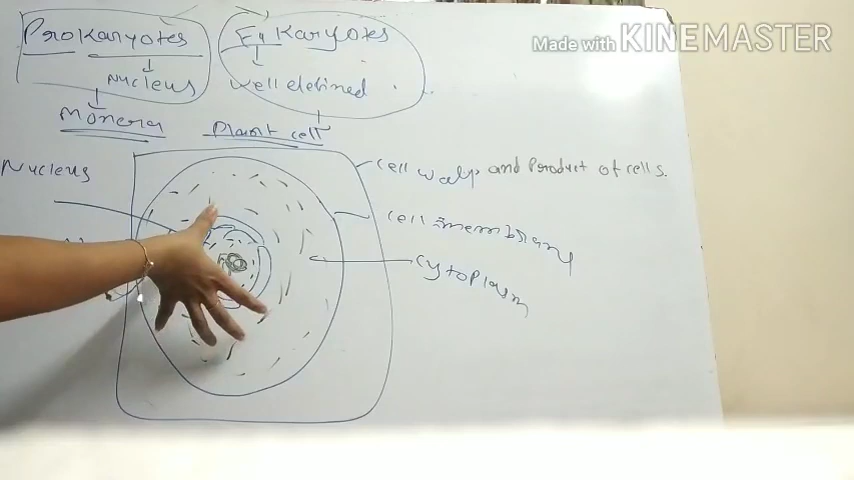 Made with KINEMASTER
Prokaryotes
Eukaryotes
Nucleus
well defined
Monera
Plant cell
Nucleus
cell wall and Product of cells.
cell membrane
cytoplasm